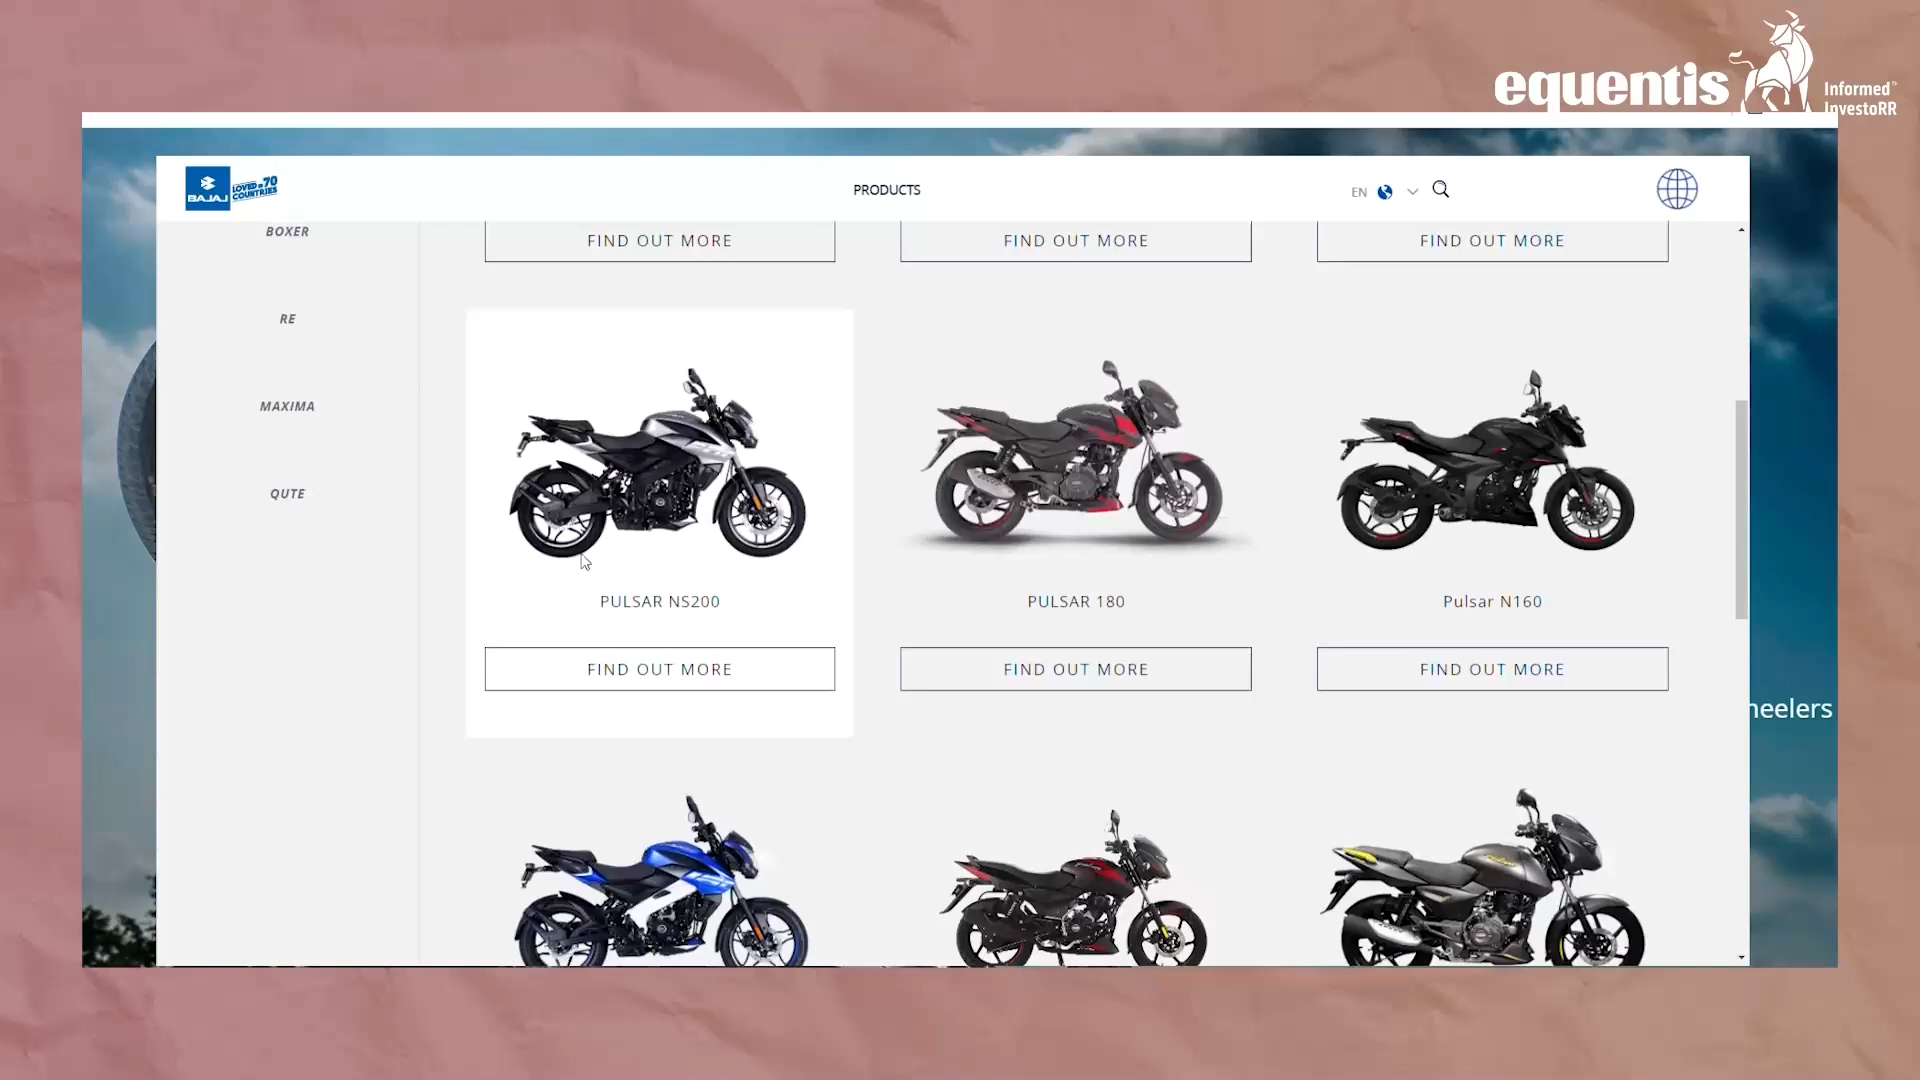 equentis
Informed
InvestoRR
BAJAJ
LOVED IN 70
COUNTRIES
PRODUCTS
EN
BOXER
RE
MAXIMA
QUTE
FIND OUT MORE
FIND OUT MORE
FIND OUT MORE
PULSAR NS200
PULSAR 180
Pulsar N160
FIND OUT MORE
FIND OUT MORE
FIND OUT MORE
heelers